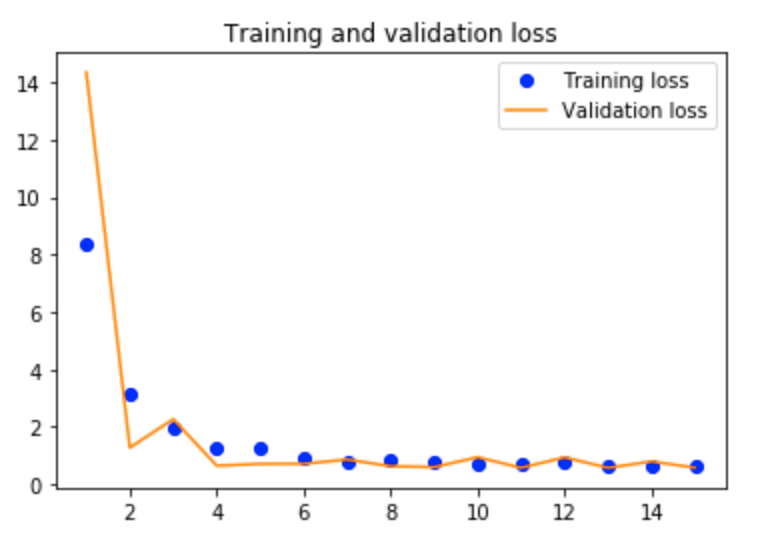 Training and validation loss
Training loss
Validation loss
14
12
10
8
6
4
2
0
2 4 6 8 10 12 14